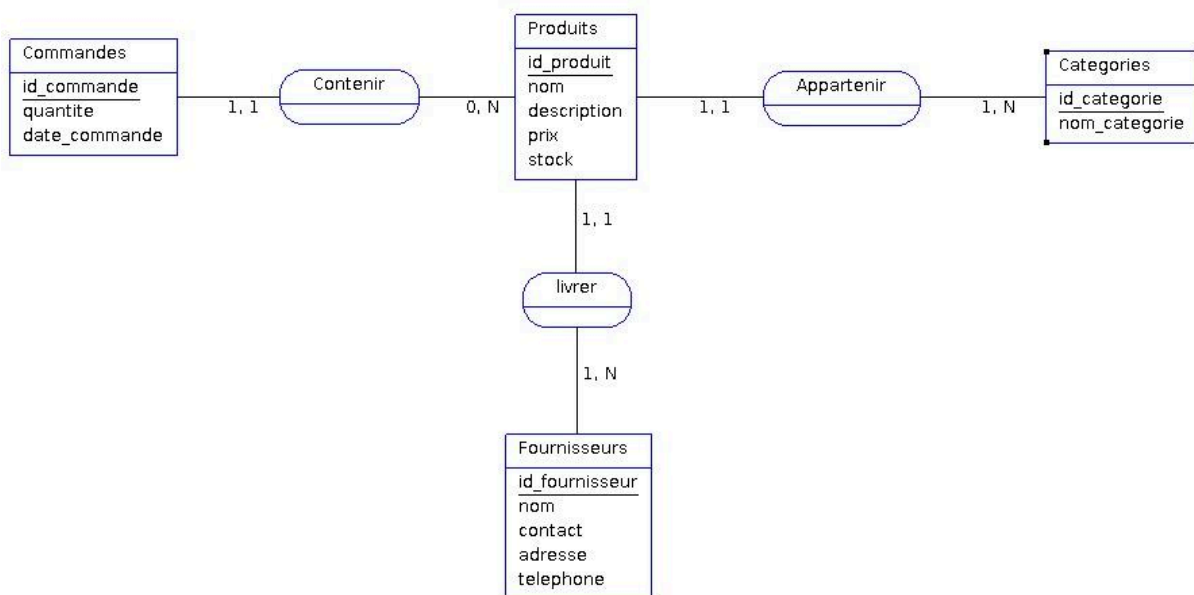 Commandes
id_commande
quantite
date_commande
1, 1
Contenir
0, N
Produits
id_produit
nom
description
prix
stock
1, 1
Appartenir
1, N
Categories
id_categorie
nom_categorie
1, 1
livrer
1, N
Fournisseurs
id_fournisseur
nom
contact
adresse
telephone